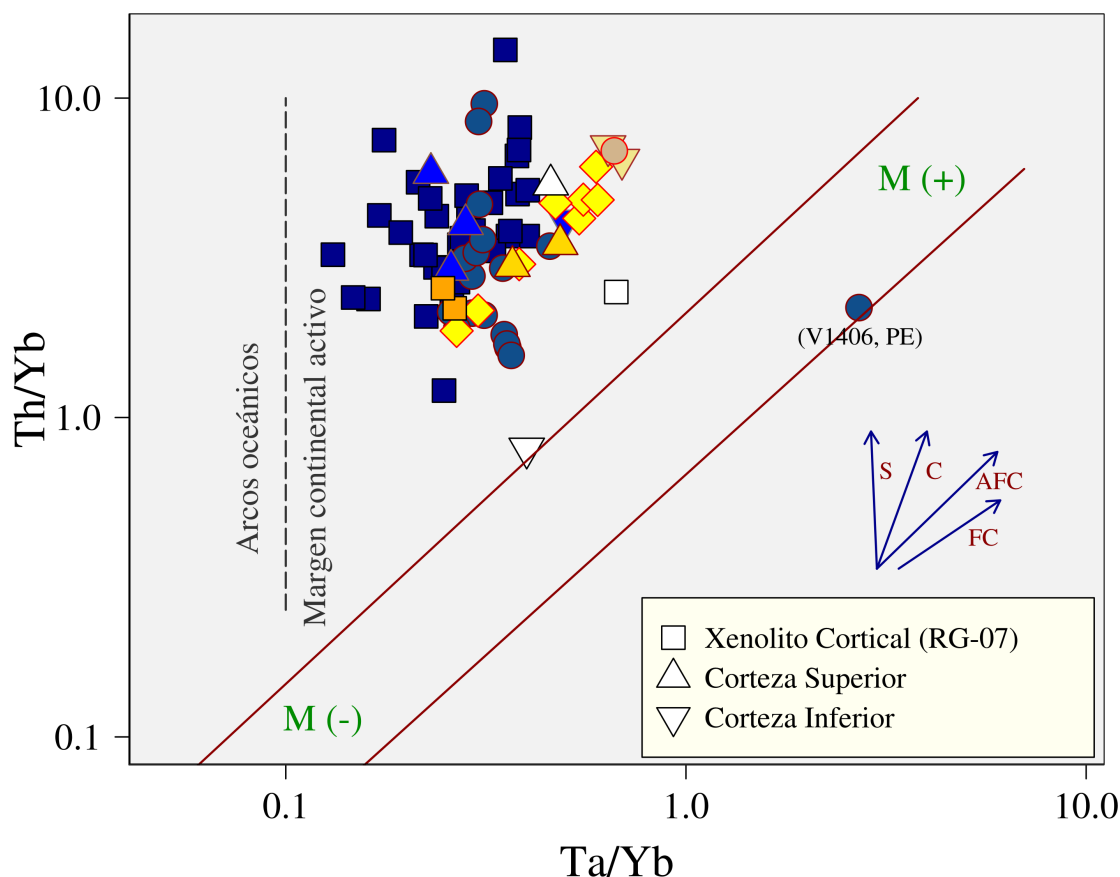 10.0
1.0
0.1
Th/Yb
Arcos oceánicos
Margen continental activo
M (+)
(V1406, PE)
S
C
AFC
FC
M (-)
Xenolito Cortical (RG-07)
Corteza Superior
Corteza Inferior
0.1
1.0
10.0
Ta/Yb